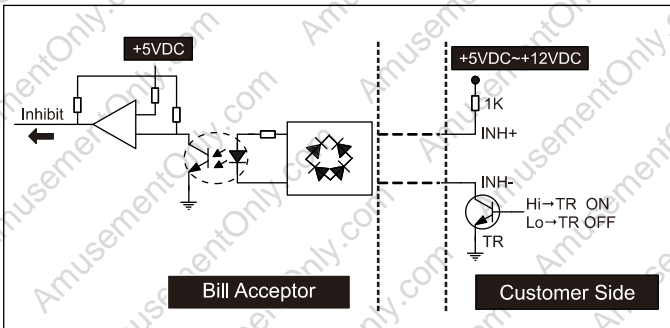 +5VDC
+5VDC~+12VDC
Inhibit
1K
INH+
INH-
Hi→TR ON
Lo→TR OFF
TR
Bill Acceptor
Customer Side
AmusementOnly.com